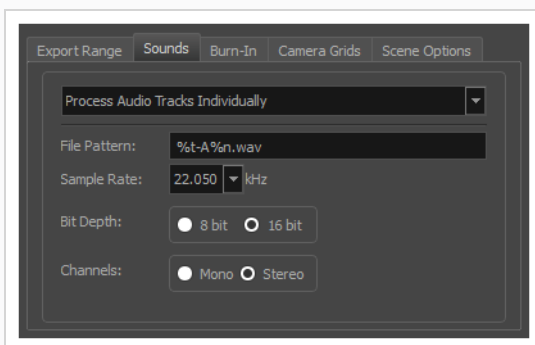 Export Range Sounds Burn-In Camera Grids Scene Options
Process Audio Tracks Individually
File Pattern: %t-A%n.wav
Sample Rate: 22.050 kHz
Bit Depth: 8 bit 16 bit
Channels: Mono Stereo